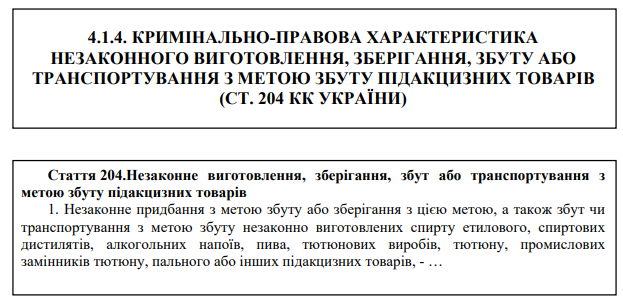 4.1.4. КРИМІНАЛЬНО-ПРАВОВА ХАРАКТЕРИСТИКА
НЕЗАКОННОГО ВИГОТОВЛЕННЯ, ЗБЕРІГАННЯ, ЗБУТУ АБО
ТРАНСПОРТУВАННЯ З МЕТОЮ ЗБУТУ ПІДАКЦИЗНИХ ТОВАРІВ
(СТ. 204 КК УКРАЇНИ)
Стаття 204.Незаконне виготовлення, зберігання, збут або транспортування з
метою збуту підакцизних товарів
1. Незаконне придбання з метою збуту або зберігання з цією метою, а також збут чи
транспортування з метою збуту незаконно виготовлених спирту етилового, спиртових
дистилятів, алкогольних напоїв, пива, тютюнових виробів, тютюну, промислових
замінників тютюну, пального або інших підакцизних товарів, - …